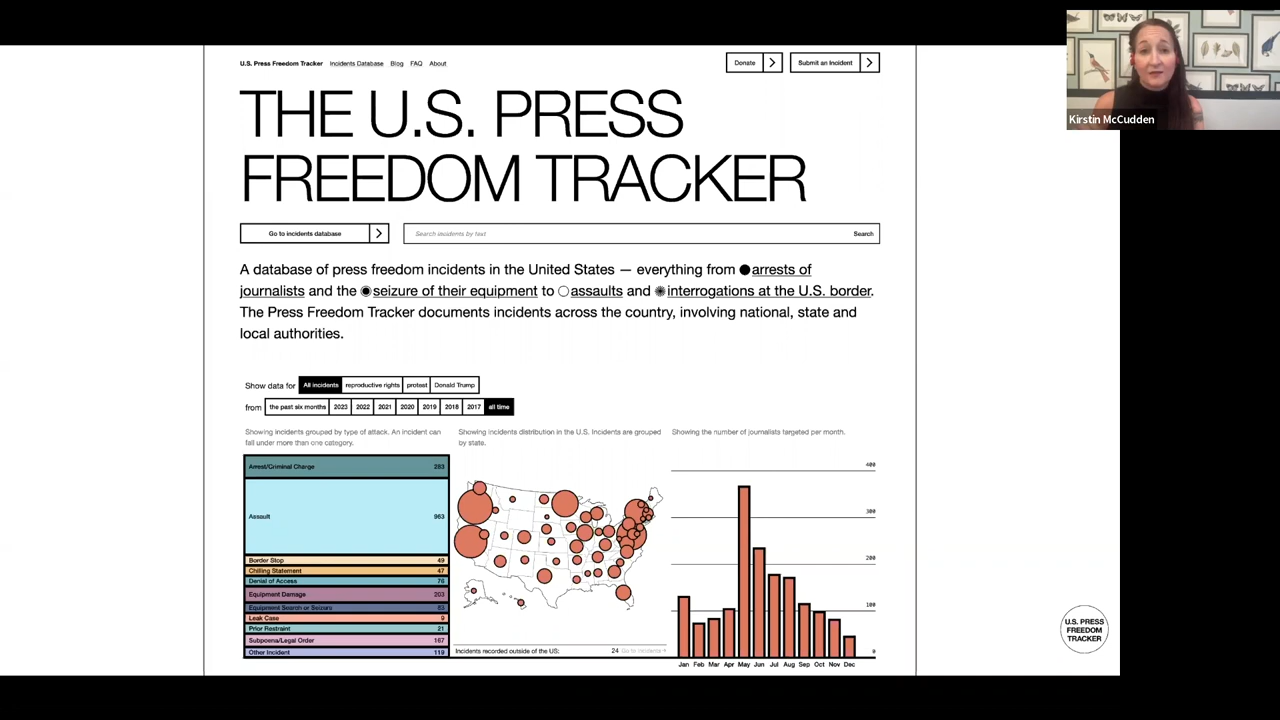 U.S. Press Freedom Tracker Incidents Database Blog FAQ About
Donate
Submit an Incident
Kirstin McCudden
THE U.S. PRESS
FREEDOM TRACKER
Go to incidents database
Search incidents by text
Search
A database of press freedom incidents in the United States — everything from arrests of
journalists and the seizure of their equipment to assaults and interrogations at the U.S. border.
The Press Freedom Tracker documents incidents across the country, involving national, state and
local authorities.
Show data for All incidents reproductive rights protest Donald Trump
from the past six months 2023 2022 2021 2020 2019 2018 2017 all time
Showing incidents grouped by type of attack. An incident can
fall under more than one category.
Arrest/Criminal Charge 283
Assault 963
Border Stop 49
Chilling Statement 47
Denial of Access 76
Equipment Damage 203
Equipment Search or Seizure 83
Leak Case 9
Prior Restraint 21
Subpoena/Legal Order 167
Other Incident 119
Showing incidents distribution in the U.S. Incidents are grouped
by state.
Incidents recorded outside of the US: 24 Go to incidents
Showing the number of journalists targeted per month.
400
300
200
100
0
Jan Feb Mar Apr May Jun Jul Aug Sep Oct Nov Dec
U.S. PRESS
FREEDOM
TRACKER